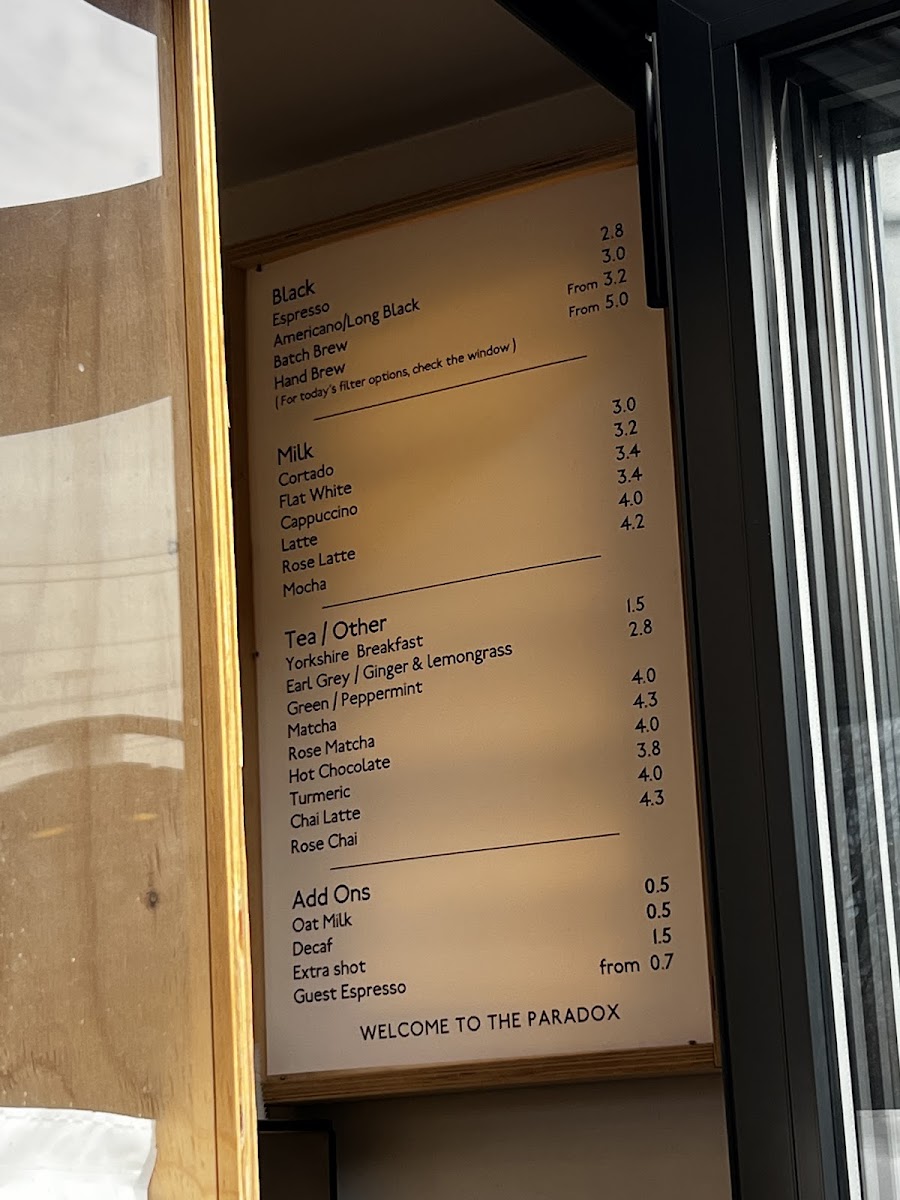 Black
Espresso 2.8
Americano/Long Black 3.0
Batch Brew From 3.2
Hand Brew From 5.0
(For today's filter options, check the window)
Milk
Cortado 3.0
Flat White 3.2
Cappuccino 3.4
Latte 3.4
Rose Latte 4.0
Mocha 4.2
Tea / Other
Yorkshire Breakfast 1.5
Earl Grey / Ginger & lemongrass 2.8
Green / Peppermint
Matcha 4.0
Rose Matcha 4.3
Hot Chocolate 4.0
Turmeric 3.8
Chai Latte 4.0
Rose Chai 4.3
Add Ons
Oat Milk 0.5
Decaf 0.5
Extra shot 1.5
Guest Espresso from 0.7
WELCOME TO THE PARADOX